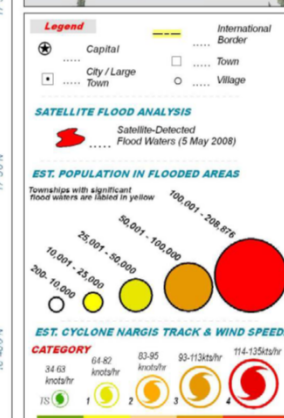 Legend
Capital
International
Border
City / Large
Town
Town
Village
SATELLITE FLOOD ANALYSIS
Satellite-Detected
Flood Waters (5 May 2008)
EST. POPULATION IN FLOODED AREAS
Townships with significant
flood waters are labled in yellow
200- 10,000
10,001 - 25,000
25,001 - 50,000
50,001 - 100,000
100,001 - 208,876
EST. CYCLONE NARGIS TRACK & WIND SPEED
CATEGORY
34-63
knots/hr
64-82
knots/hr
83-95
knots/hr
93-113kts/hr
114-135kts/hr
TS
1
2
3
4